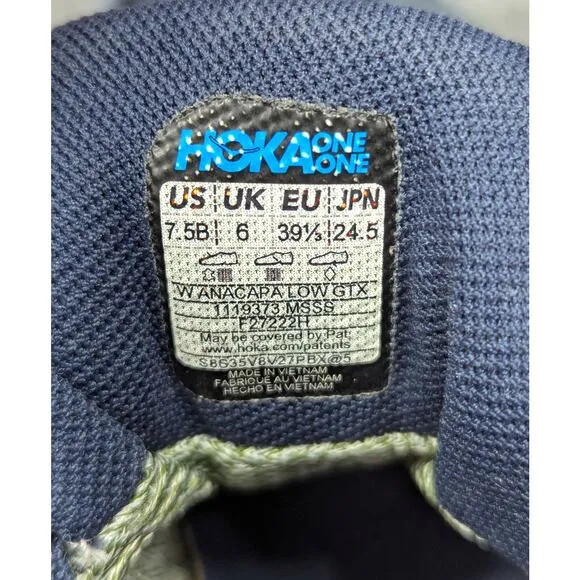 HOKA ONE ONE
US UK EU JPN
7.5B 6 39⅓ 24.5
W ANACAPA LOW GTX
1119373 MSSS
F27222H
May be covered by Pat.
www.hoka.com/patents
S8G35V6V27PBX@5
MADE IN VIETNAM
FABRIQUÉ AU VIETNAM
HECHO EN VIETNAM